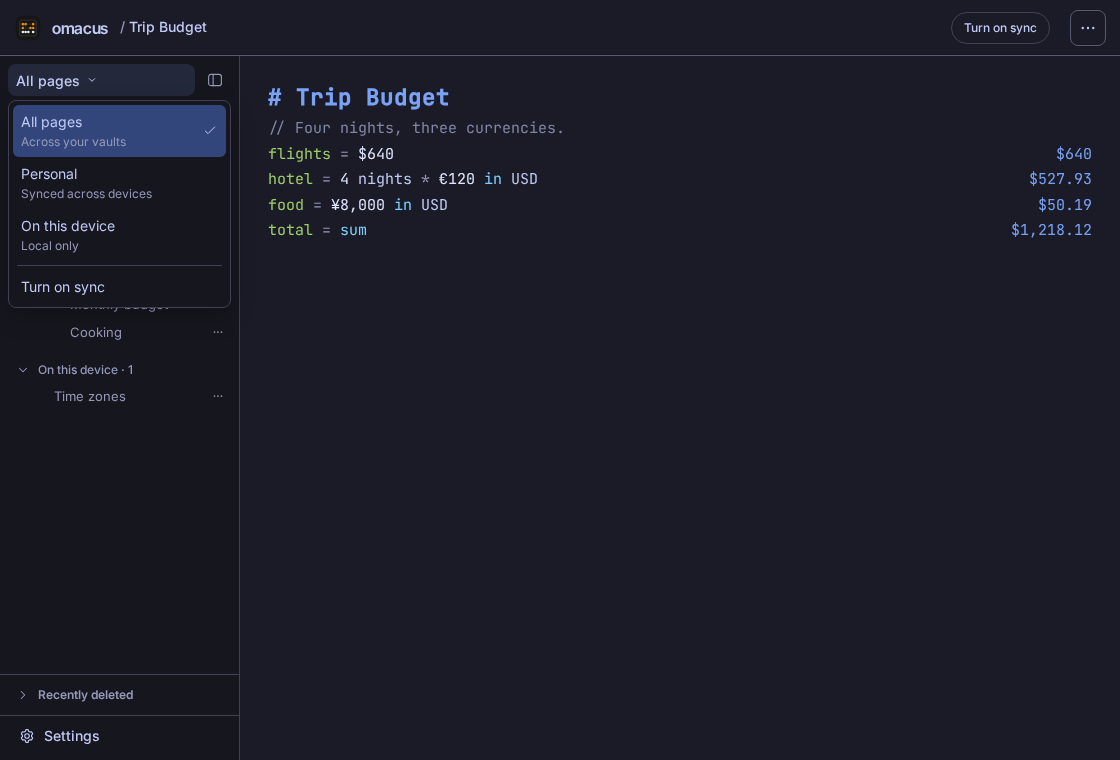 omacus / Trip Budget
Turn on sync
All pages
All pages
Across your vaults
Personal
Synced across devices
On this device
Local only
Turn on sync
Cooking
On this device · 1
Time zones
Recently deleted
Settings
# Trip Budget
// Four nights, three currencies.
flights = $640 $640
hotel = 4 nights * €120 in USD $527.93
food = ¥8,000 in USD $50.19
total = sum $1,218.12